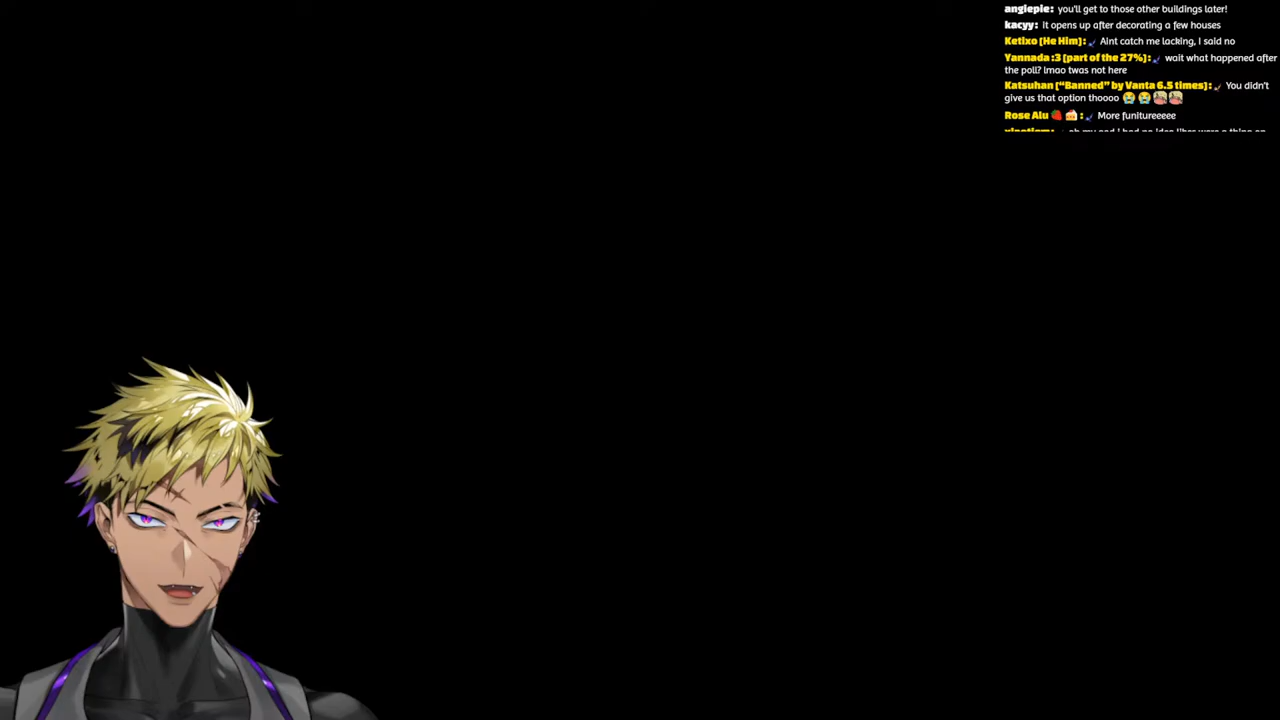 angiepie: you'll get to those other buildings later!
kacyy: It opens up after decorating a few houses
Ketixo [He Him]: Aint catch me lacking, I said no
Yannada :3 [part of the 27%]: wait what happened after
the poll? lmao twas not here
Katsuhan ["Banned" by Vanta 6.5 times]: You didn't
give us that option thoooo 😭 😭
Rose Alu 🍓 🍰 : More funitureeeee